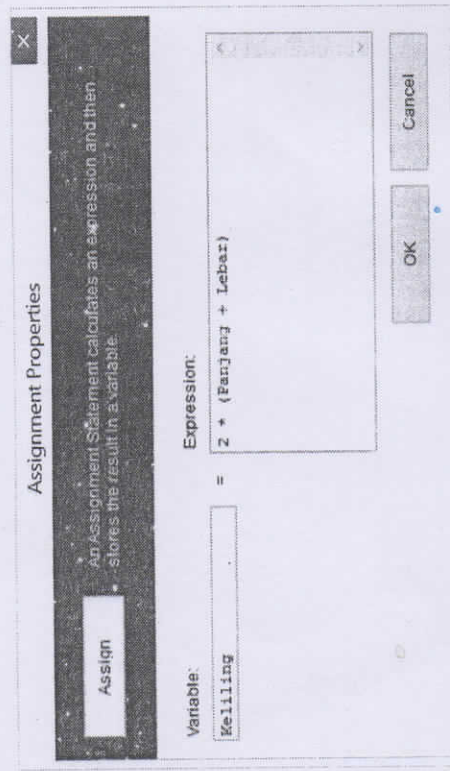 Assignment Properties
×
Assign
An Assignment Statement calculates an expression and then
stores the result in a variable.
Variable:
Expression:
Keliling
=
2 * (Panjang + Lebar)
OK
Cancel